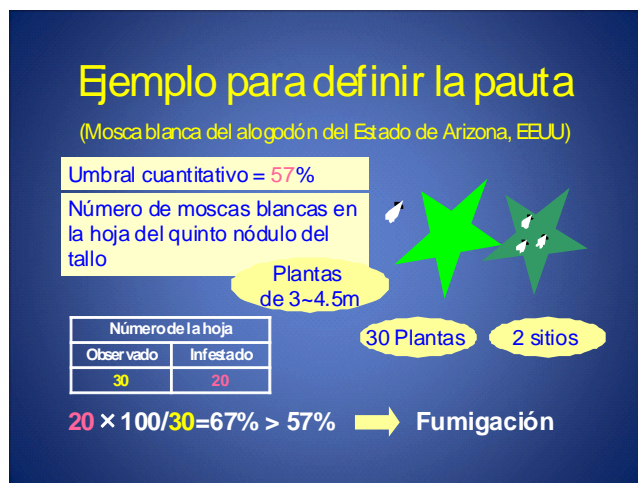 Ejemplo para definir la pauta
(Mosca blanca del alogodón del Estado de Arizona, EEUU)
Umbral cuantitativo = 57%
Número de moscas blancas en
la hoja del quinto nódulo del
tallo
Plantas
de 3~4.5m
30 Plantas
2 sitios
Número de la hoja
Observado
Infestado
30
20
20 × 100/30=67% > 57%
Fumigación